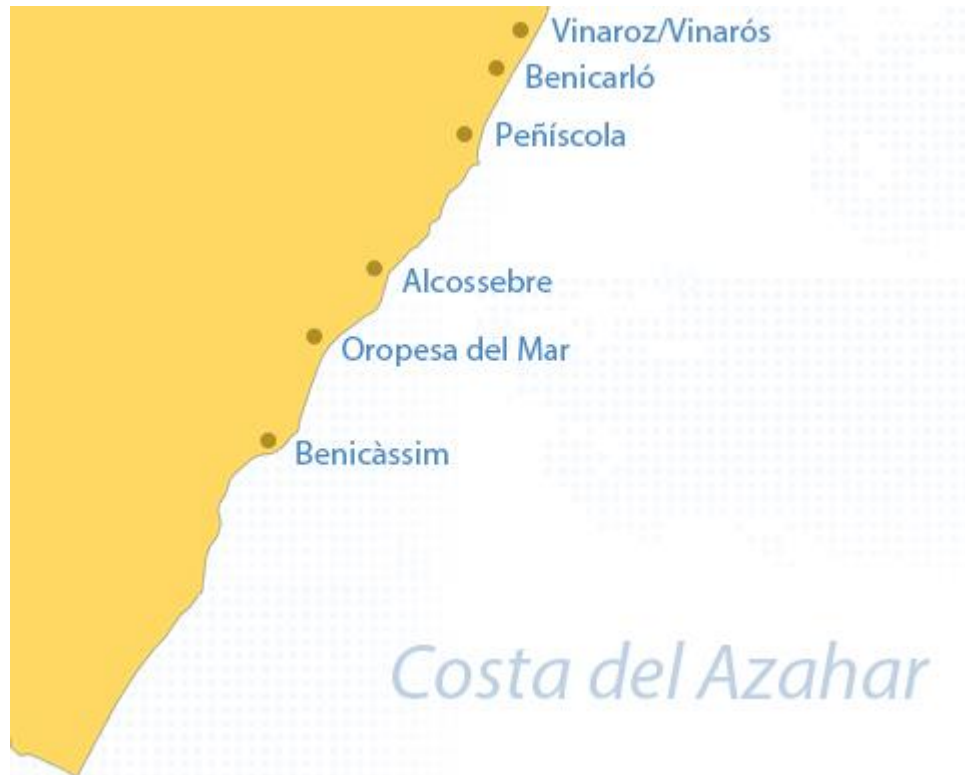 Vinaroz/Vinarós
Benicarló
Peñíscola
Alcossebre
Oropesa del Mar
Benicàssim
Costa del Azahar